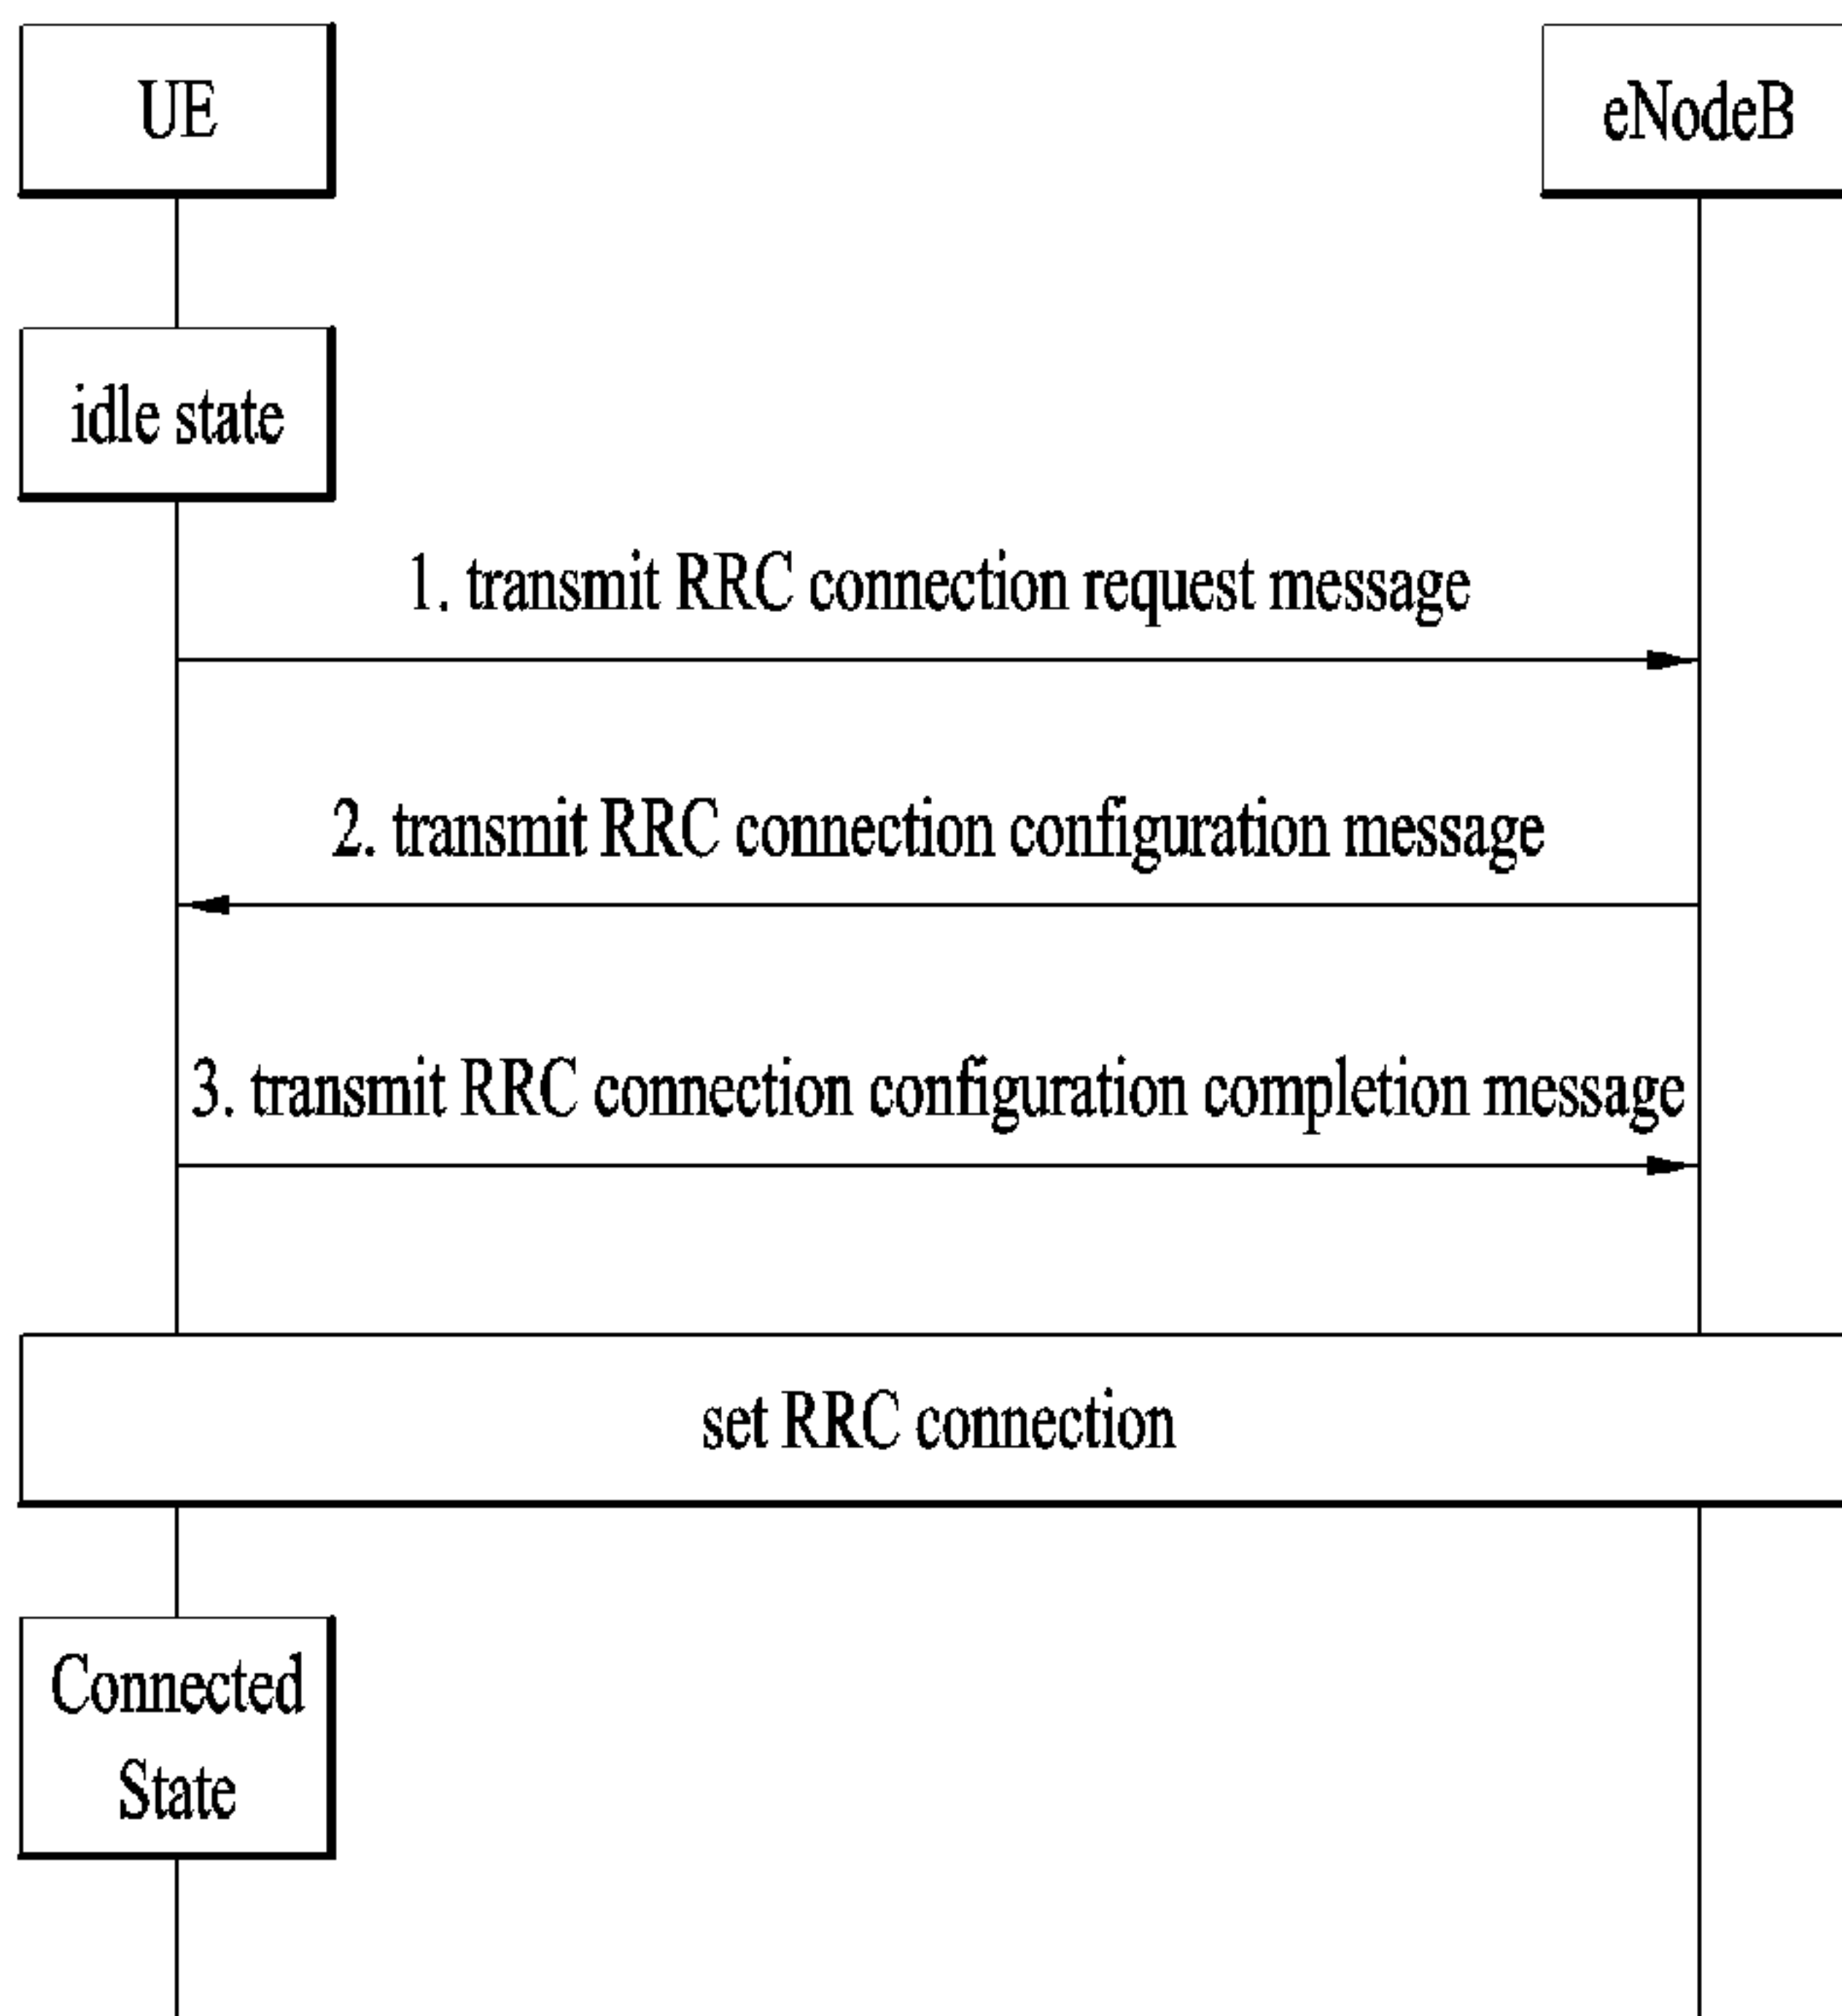 UE
eNodeB
idle state
1. transmit RRC connection request message
2. transmit RRC connection configuration message
3. transmit RRC connection configuration completion message
set RRC connection
Connected
State